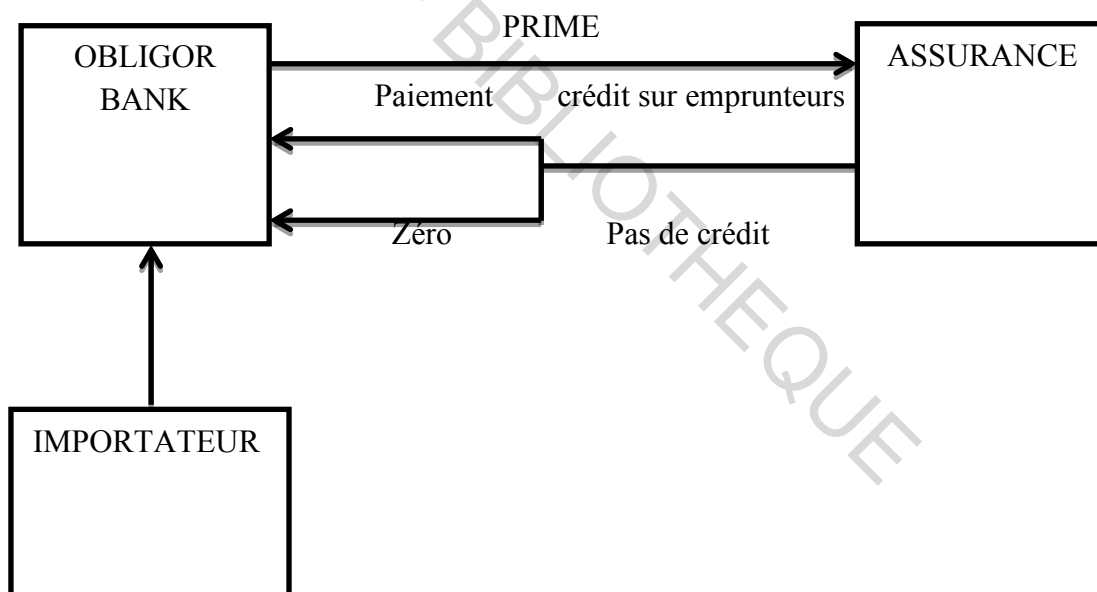 PRIME
OBLIGOR
BANK
ASSURANCE
Paiement crédit sur emprunteurs
Zéro Pas de crédit
IMPORTATEUR
BIBLIOTHEQUE